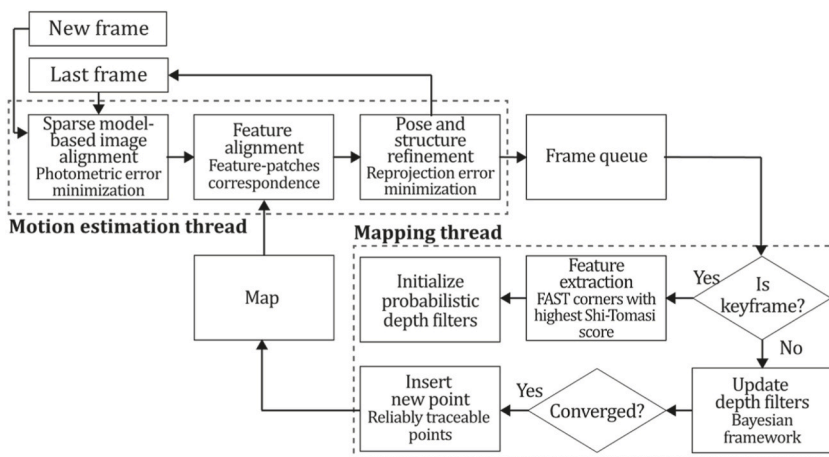 New frame
Last frame
Sparse model-
based image
alignment
Photometric error
minimization
Feature
alignment
Feature-patches
correspondence
Pose and
structure
refinement
Reprojection error
minimization
Frame queue
Motion estimation thread
Mapping thread
Map
Initialize
probabilistic
depth filters
Feature
extraction
FAST corners with
highest Shi-Tomasi
score
Yes
Is
keyframe?
No
Insert
new point
Reliably traceable
points
Yes
Converged?
Update
depth filters
Bayesian
framework